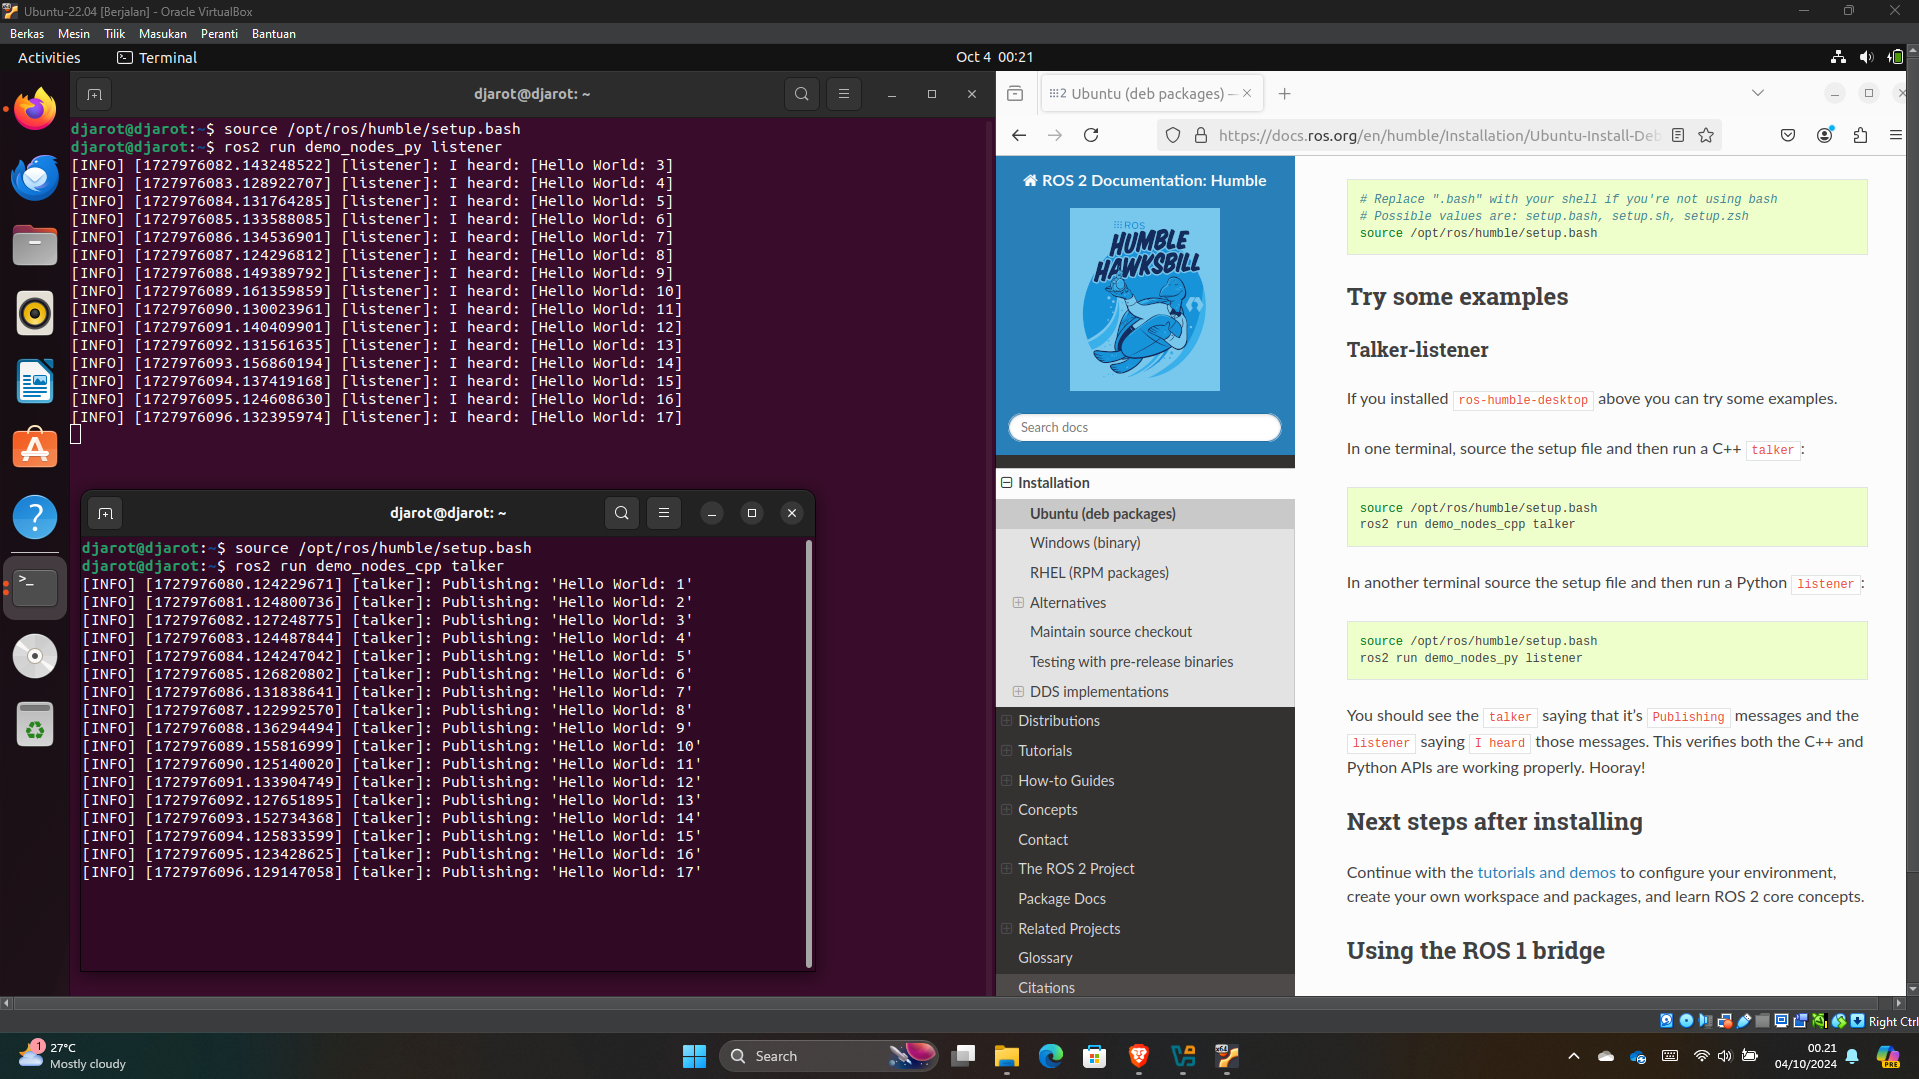 Ubuntu-22.04 [Berjalan] - Oracle VirtualBox
Berkas Mesin Tilik Masukan Peranti Bantuan
Activities Terminal Oct 4 00:21
djarot@djarot: ~
djarot@djarot:~$ source /opt/ros/humble/setup.bash
djarot@djarot:~$ ros2 run demo_nodes_py listener
[INFO] [1727976082.143248522] [listener]: I heard: [Hello World: 3]
[INFO] [1727976083.128922707] [listener]: I heard: [Hello World: 4]
[INFO] [1727976084.131764285] [listener]: I heard: [Hello World: 5]
[INFO] [1727976085.133588085] [listener]: I heard: [Hello World: 6]
[INFO] [1727976086.134536901] [listener]: I heard: [Hello World: 7]
[INFO] [1727976087.124296812] [listener]: I heard: [Hello World: 8]
[INFO] [1727976088.149389792] [listener]: I heard: [Hello World: 9]
[INFO] [1727976089.161359859] [listener]: I heard: [Hello World: 10]
[INFO] [1727976090.130023961] [listener]: I heard: [Hello World: 11]
[INFO] [1727976091.140409901] [listener]: I heard: [Hello World: 12]
[INFO] [1727976092.131561635] [listener]: I heard: [Hello World: 13]
[INFO] [1727976093.156860194] [listener]: I heard: [Hello World: 14]
[INFO] [1727976094.137419168] [listener]: I heard: [Hello World: 15]
[INFO] [1727976095.124608630] [listener]: I heard: [Hello World: 16]
[INFO] [1727976096.132395974] [listener]: I heard: [Hello World: 17]
djarot@djarot: ~
djarot@djarot:~$ source /opt/ros/humble/setup.bash
djarot@djarot:~$ ros2 run demo_nodes_cpp talker
[INFO] [1727976080.124229671] [talker]: Publishing: 'Hello World: 1'
[INFO] [1727976081.124800736] [talker]: Publishing: 'Hello World: 2'
[INFO] [1727976082.127248775] [talker]: Publishing: 'Hello World: 3'
[INFO] [1727976083.124487844] [talker]: Publishing: 'Hello World: 4'
[INFO] [1727976084.124247042] [talker]: Publishing: 'Hello World: 5'
[INFO] [1727976085.126820802] [talker]: Publishing: 'Hello World: 6'
[INFO] [1727976086.131838641] [talker]: Publishing: 'Hello World: 7'
[INFO] [1727976087.122992570] [talker]: Publishing: 'Hello World: 8'
[INFO] [1727976088.136294494] [talker]: Publishing: 'Hello World: 9'
[INFO] [1727976089.155816999] [talker]: Publishing: 'Hello World: 10'
[INFO] [1727976090.125140020] [talker]: Publishing: 'Hello World: 11'
[INFO] [1727976091.133904749] [talker]: Publishing: 'Hello World: 12'
[INFO] [1727976092.127651895] [talker]: Publishing: 'Hello World: 13'
[INFO] [1727976093.152734368] [talker]: Publishing: 'Hello World: 14'
[INFO] [1727976094.125833599] [talker]: Publishing: 'Hello World: 15'
[INFO] [1727976095.123428625] [talker]: Publishing: 'Hello World: 16'
[INFO] [1727976096.129147058] [talker]: Publishing: 'Hello World: 17'
2 Ubuntu (deb packages) —
https://docs.ros.org/en/humble/Installation/Ubuntu-Install-Deb
ROS 2 Documentation: Humble
ROS
HUMBLE
HAWKSBILL
Search docs
Installation
Ubuntu (deb packages)
Windows (binary)
RHEL (RPM packages)
Alternatives
Maintain source checkout
Testing with pre-release binaries
DDS implementations
Distributions
Tutorials
How-to Guides
Concepts
Contact
The ROS 2 Project
Package Docs
Related Projects
Glossary
Citations
# Replace ".bash" with your shell if you're not using bash
# Possible values are: setup.bash, setup.sh, setup.zsh
source /opt/ros/humble/setup.bash
Try some examples
Talker-listener
If you installed ros-humble-desktop above you can try some examples.
In one terminal, source the setup file and then run a C++ talker:
source /opt/ros/humble/setup.bash
ros2 run demo_nodes_cpp talker
In another terminal source the setup file and then run a Python listener:
source /opt/ros/humble/setup.bash
ros2 run demo_nodes_py listener
You should see the talker saying that it's Publishing messages and the
listener saying I heard those messages. This verifies both the C++ and
Python APIs are working properly. Hooray!
Next steps after installing
Continue with the tutorials and demos to configure your environment,
create your own workspace and packages, and learn ROS 2 core concepts.
Using the ROS 1 bridge
Right Ctrl
1
27°C
Mostly cloudy
Search
00.21
04/10/2024
PRE